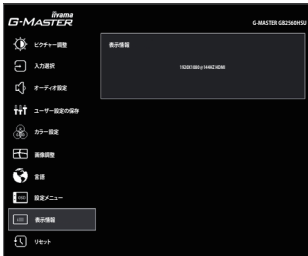 iiyama
G-MASTER
G-MASTER GB2560HSU
ピクチャー調整
入力選択
オーディオ設定
ユーザー設定の保存
カラー設定
画像調整
言語
設定メニュー
表示情報
リセット
表示情報
1920X1080@144HZ HDMI